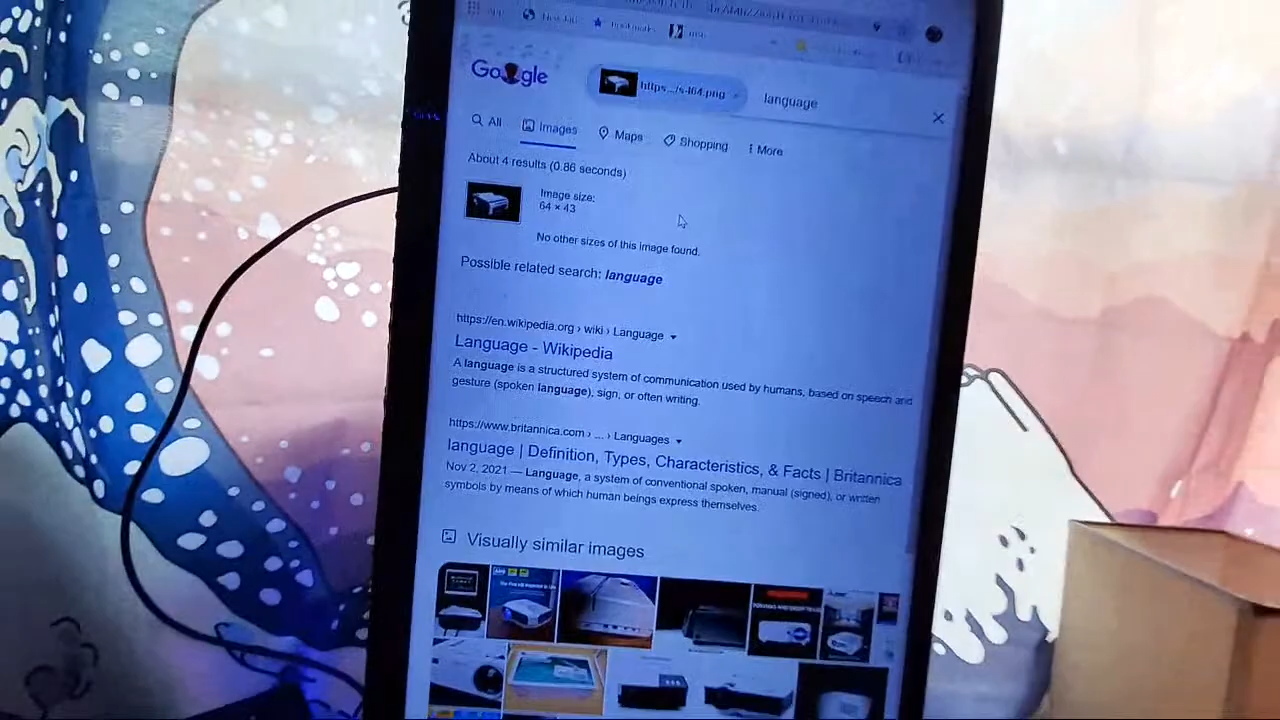 Google
https.../s-l64.png
language
All
Images
Maps
Shopping
More
About 4 results (0.86 seconds)
Image size:
64 × 43
No other sizes of this image found.
Possible related search: language
https://en.wikipedia.org › wiki › Language
Language - Wikipedia
A language is a structured system of communication used by humans, based on speech and
gesture (spoken language), sign, or often writing.
https://www.britannica.com › ... › Languages
language | Definition, Types, Characteristics, & Facts | Britannica
Nov 2, 2021 — Language, a system of conventional spoken, manual (signed), or written
symbols by means of which human beings express themselves.
Visually similar images